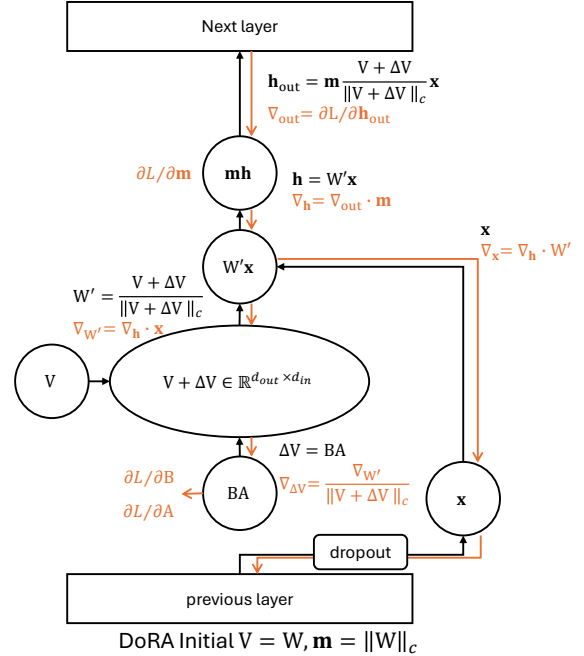 Next layer
𝐡_out = 𝐦 (V + ΔV)/(‖V + ΔV‖_c) 𝐱
∇_out = ∂L/∂𝐡_out
∂L/∂𝐦
𝐦𝐡
𝐡 = W′𝐱
∇_𝐡 = ∇_out · 𝐦
𝐱
∇_𝐱 = ∇_𝐡 · W′
W′𝐱
W′ = (V + ΔV)/(‖V + ΔV‖_c)
∇_W′ = ∇_𝐡 · 𝐱
V
V + ΔV ∈ ℝ^{d_out × d_in}
ΔV = BA
∇_ΔV = ∇_W′/(‖V + ΔV‖_c)
∂L/∂B
∂L/∂A
BA
𝐱
dropout
previous layer
DoRA Initial V = W, 𝐦 = ‖W‖_c